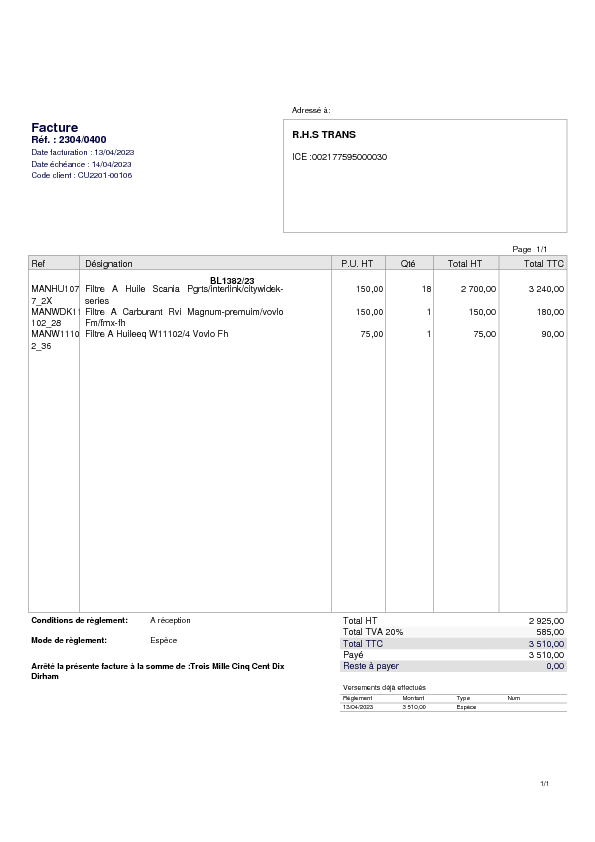 Adressé à:
Facture
Réf. : 2304/0400
Date facturation : 13/04/2023
Date échéance : 14/04/2023
Code client : CU2201-00106
R.H.S TRANS
ICE :002177595000030
Page 1/1
Ref Désignation P.U. HT Qté Total HT Total TTC
BL1382/23
MANHU107 Filtre A Huile Scania Pgrts/interlink/citywidek- 150,00 18 2 700,00 3 240,00
7_2X series
MANWDK11 Filtre A Carburant Rvi Magnum-premuim/vovlo 150,00 1 150,00 180,00
102_28 Fm/fmx-fh
MANW1110 Filtre A Huileeq W11102/4 Vovlo Fh 75,00 1 75,00 90,00
2_36
Conditions de règlement: A réception
Mode de règlement: Espèce
Arrêté la présente facture à la somme de :Trois Mille Cinq Cent Dix
Dirham
Total HT 2 925,00
Total TVA 20% 585,00
Total TTC 3 510,00
Payé 3 510,00
Reste à payer 0,00
Versements déjà effectués
Règlement Montant Type Num
13/04/2023 3 510,00 Espèce
1/1